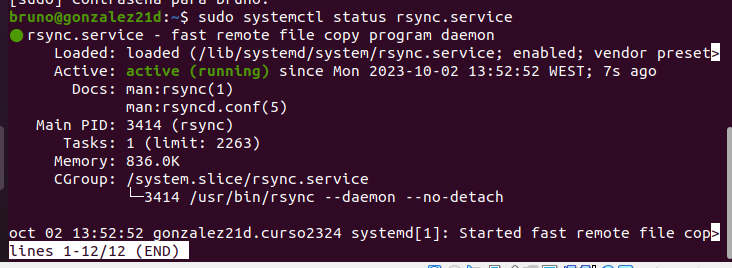 [sudo] contraseña para bruno:
bruno@gonzalez21d:~$ sudo systemctl status rsync.service
● rsync.service - fast remote file copy program daemon
     Loaded: loaded (/lib/systemd/system/rsync.service; enabled; vendor preset>
     Active: active (running) since Mon 2023-10-02 13:52:52 WEST; 7s ago
       Docs: man:rsync(1)
             man:rsyncd.conf(5)
   Main PID: 3414 (rsync)
      Tasks: 1 (limit: 2263)
     Memory: 836.0K
     CGroup: /system.slice/rsync.service
             └─3414 /usr/bin/rsync --daemon --no-detach
oct 02 13:52:52 gonzalez21d.curso2324 systemd[1]: Started fast remote file cop>
lines 1-12/12 (END)